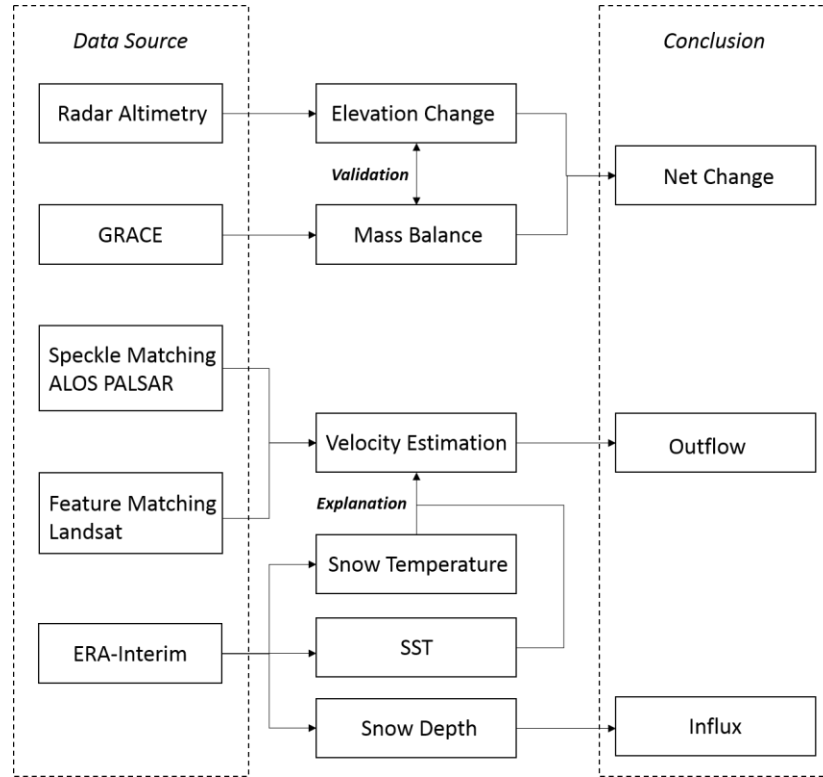 Data Source
Conclusion
Radar Altimetry
Elevation Change
Validation
Net Change
GRACE
Mass Balance
Speckle Matching
ALOS PALSAR
Velocity Estimation
Outflow
Feature Matching
Landsat
Explanation
Snow Temperature
ERA-Interim
SST
Snow Depth
Influx